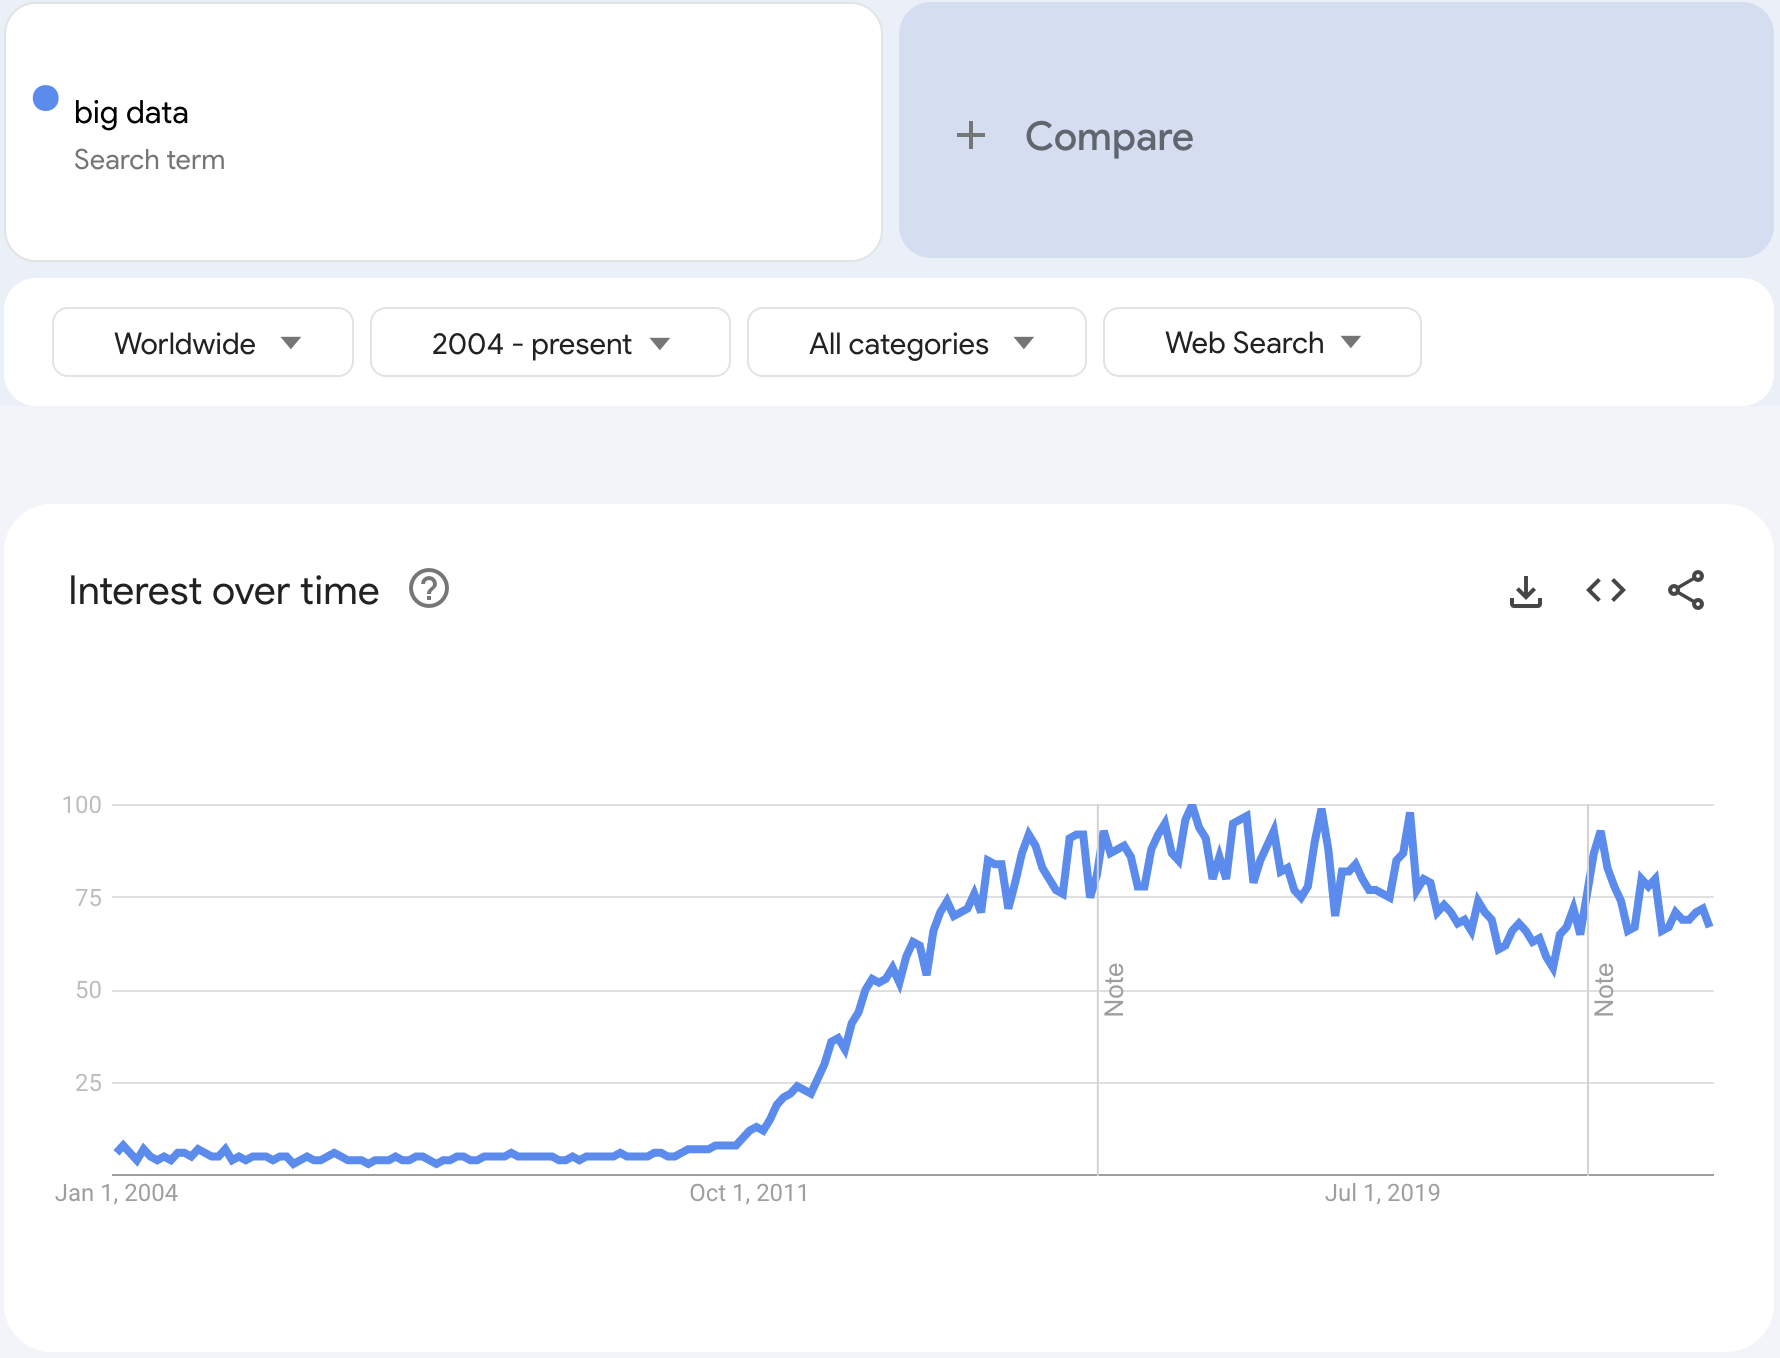 big data
Search term
+ Compare
Worldwide
2004 - present
All categories
Web Search
Interest over time
?
100
75
50
25
Note
Note
Jan 1, 2004
Oct 1, 2011
Jul 1, 2019